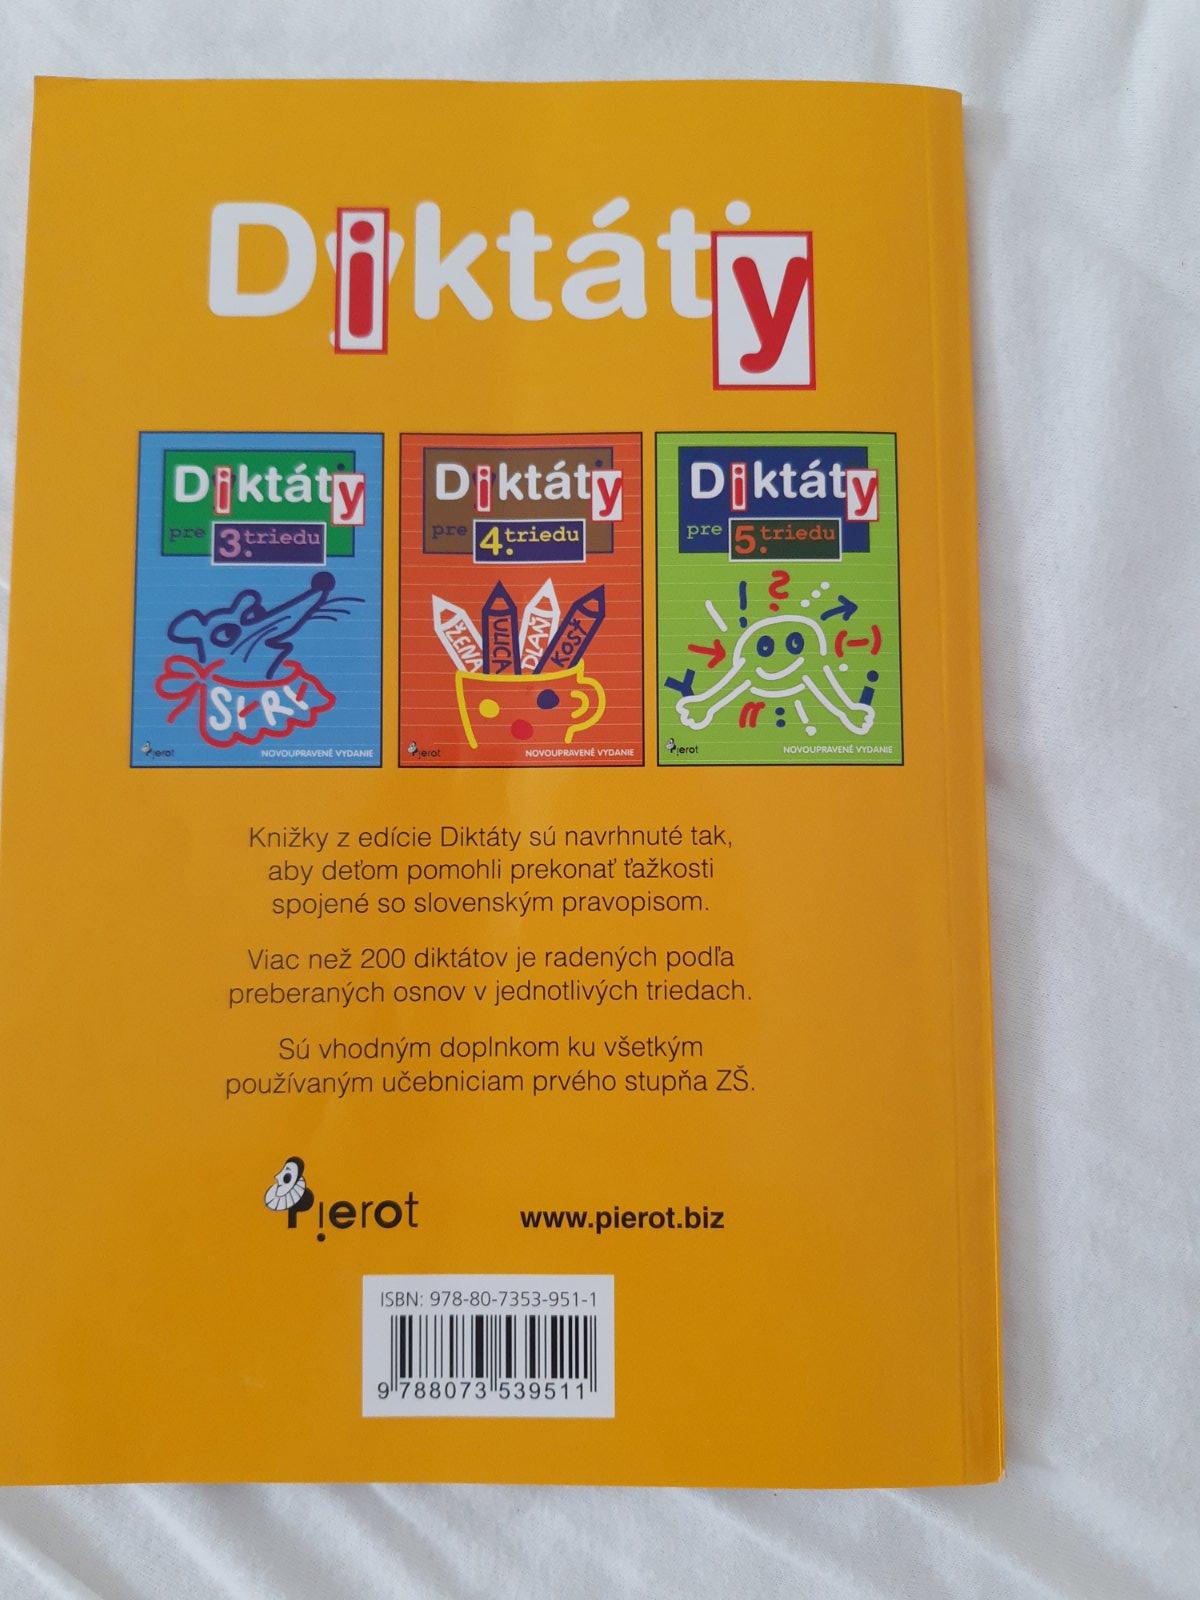 Diktáty
Diktáty
pre 3. triedu
SYRY
Pierot
NOVOUPRAVENÉ VYDANIE
Diktáty
pre 4. triedu
ŽENA
ULICA
DLAŇ
KOSŤ
Pierot
NOVOUPRAVENÉ VYDANIE
Diktáty
pre 5. triedu
! ?
(-)
Pierot
NOVOUPRAVENÉ VYDANIE
Knižky z edície Diktáty sú navrhnuté tak,
aby deťom pomohli prekonať ťažkosti
spojené so slovenským pravopisom.
Viac než 200 diktátov je radených podľa
preberaných osnov v jednotlivých triedach.
Sú vhodným doplnkom ku všetkým
používaným učebniciam prvého stupňa ZŠ.
Pierot
www.pierot.biz
ISBN: 978-80-7353-951-1
9 788073 539511